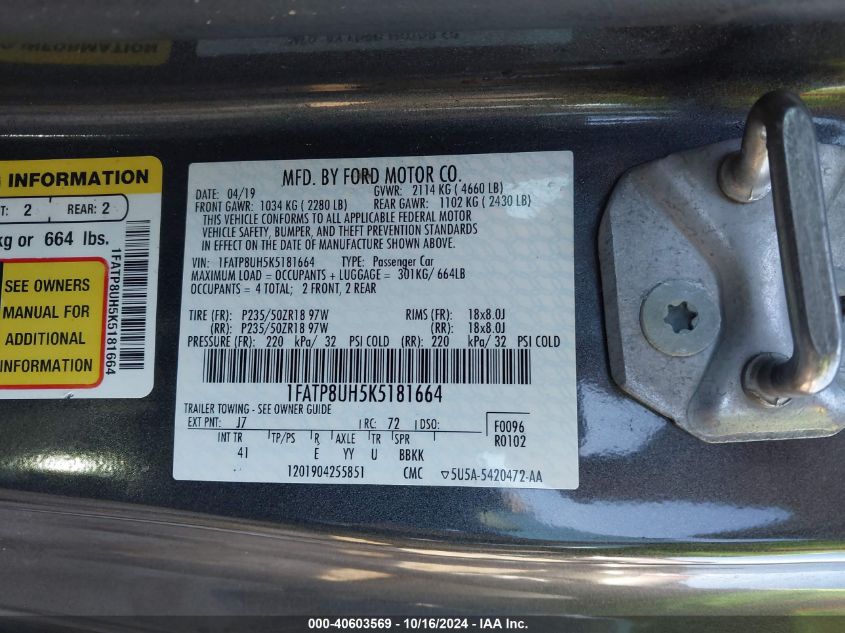 G INFORMATION
T: 2 REAR: 2
kg or 664 lbs.
SEE OWNERS
MANUAL FOR
ADDITIONAL
INFORMATION
1FATP8UH5K5181664
MFD. BY FORD MOTOR CO.
DATE: 04/19 GVWR: 2114 KG ( 4660 LB)
FRONT GAWR: 1034 KG ( 2280 LB) REAR GAWR: 1102 KG ( 2430 LB)
THIS VEHICLE CONFORMS TO ALL APPLICABLE FEDERAL MOTOR
VEHICLE SAFETY, BUMPER, AND THEFT PREVENTION STANDARDS
IN EFFECT ON THE DATE OF MANUFACTURE SHOWN ABOVE.
VIN: 1FATP8UH5K5181664 TYPE: Passenger Car
MAXIMUM LOAD = OCCUPANTS + LUGGAGE = 301KG/ 664LB
OCCUPANTS = 4 TOTAL; 2 FRONT, 2 REAR
TIRE (FR): P235/50ZR18 97W RIMS (FR): 18x8.0J
(RR): P235/50ZR18 97W (RR): 18x8.0J
PRESSURE (FR): 220 kPa/ 32 PSI COLD (RR): 220 kPa/ 32 PSI COLD
1FATP8UH5K5181664
TRAILER TOWING - SEE OWNER GUIDE
EXT PNT: J7 RC: 72 DSO: F0096
INT TR TP/PS R AXLE TR SPR R0102
41 E YY U BBKK
1201904255851 CMC ▽5U5A-5420472-AA
000-40603569 - 10/16/2024 - IAA Inc.